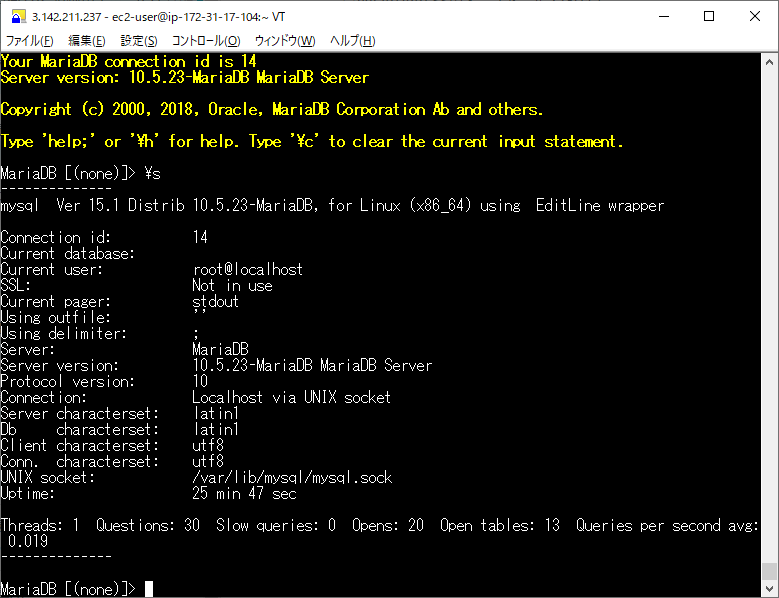 3.142.211.237 - ec2-user@ip-172-31-17-104:~ VT
ファイル(F) 編集(E) 設定(S) コントロール(O) ウィンドウ(W) ヘルプ(H)
Your MariaDB connection id is 14
Server version: 10.5.23-MariaDB MariaDB Server
Copyright (c) 2000, 2018, Oracle, MariaDB Corporation Ab and others.
Type 'help;' or '¥h' for help. Type '¥c' to clear the current input statement.
MariaDB [(none)]> ¥s
--------------
mysql  Ver 15.1 Distrib 10.5.23-MariaDB, for Linux (x86_64) using  EditLine wrapper
Connection id:          14
Current database:
Current user:           root@localhost
SSL:                    Not in use
Current pager:          stdout
Using outfile:          ''
Using delimiter:        ;
Server:                 MariaDB
Server version:         10.5.23-MariaDB MariaDB Server
Protocol version:       10
Connection:             Localhost via UNIX socket
Server characterset:    latin1
Db     characterset:    latin1
Client characterset:    utf8
Conn.  characterset:    utf8
UNIX socket:            /var/lib/mysql/mysql.sock
Uptime:                 25 min 47 sec
Threads: 1  Questions: 30  Slow queries: 0  Opens: 20  Open tables: 13  Queries per second avg:
 0.019
--------------
MariaDB [(none)]>